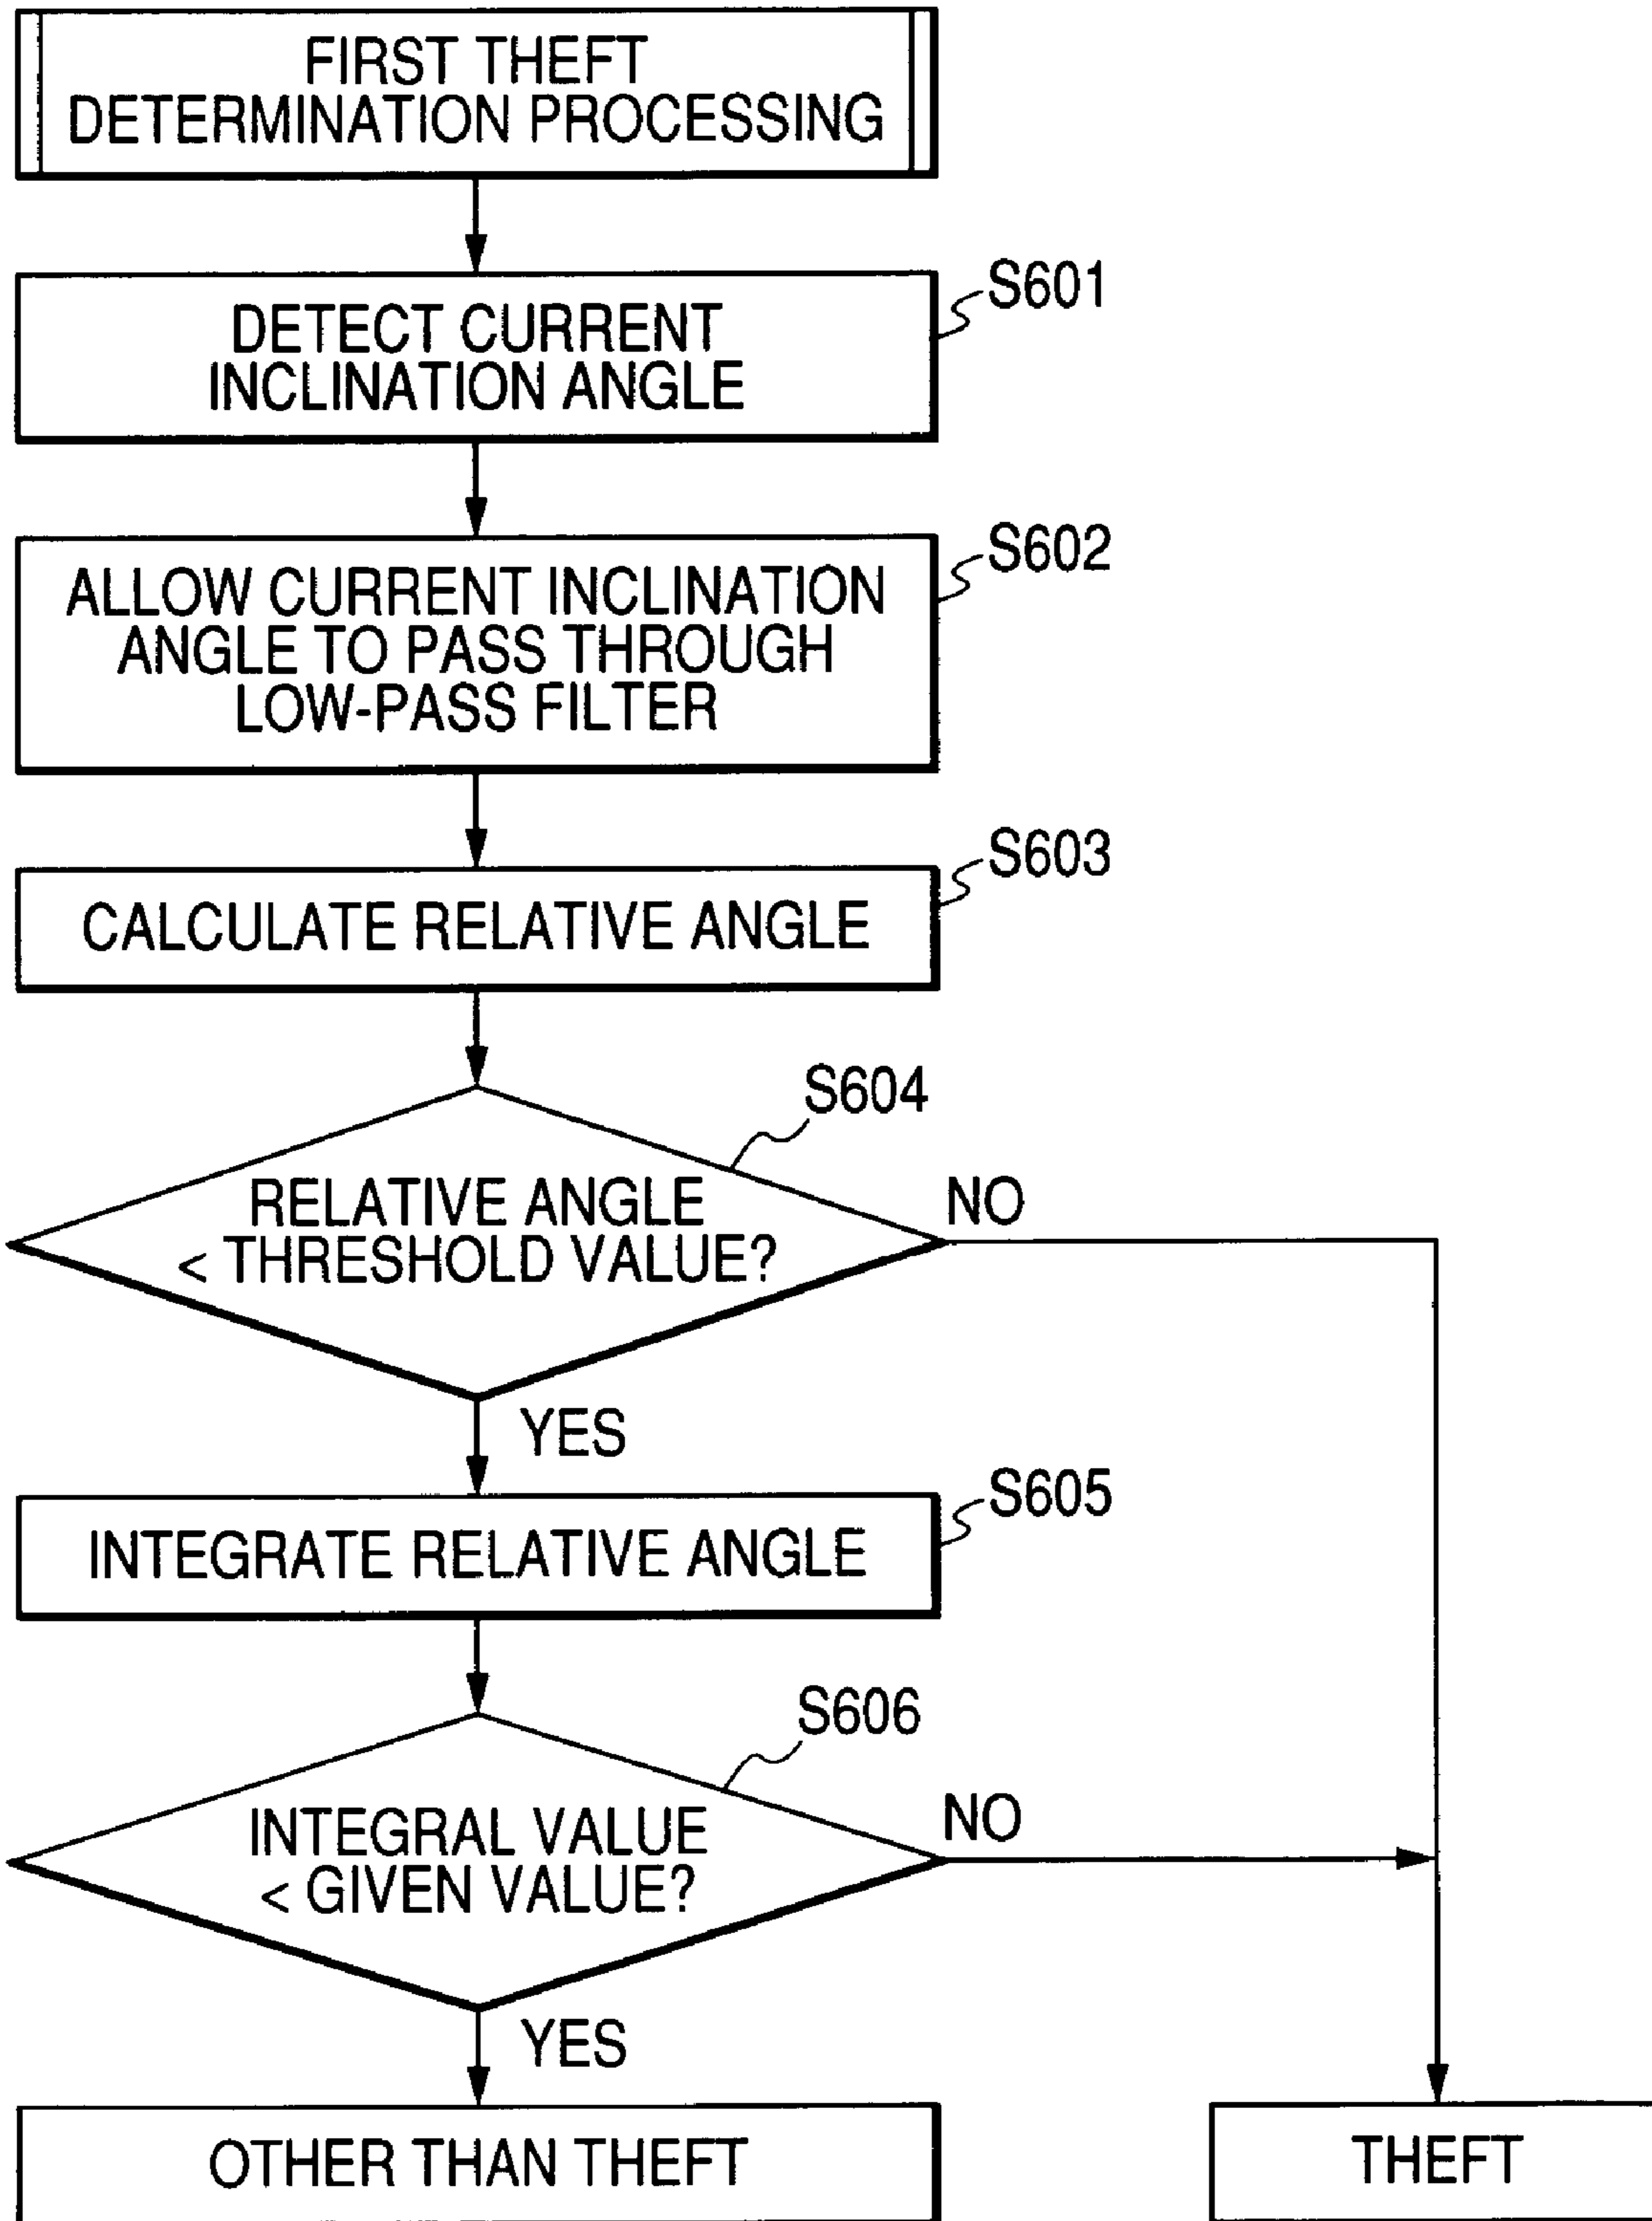 FIRST THEFT
DETERMINATION PROCESSING
S601
DETECT CURRENT
INCLINATION ANGLE
S602
ALLOW CURRENT INCLINATION
ANGLE TO PASS THROUGH
LOW-PASS FILTER
S603
CALCULATE RELATIVE ANGLE
S604
RELATIVE ANGLE
< THRESHOLD VALUE?
NO
YES
S605
INTEGRATE RELATIVE ANGLE
S606
INTEGRAL VALUE
< GIVEN VALUE?
NO
YES
OTHER THAN THEFT
THEFT